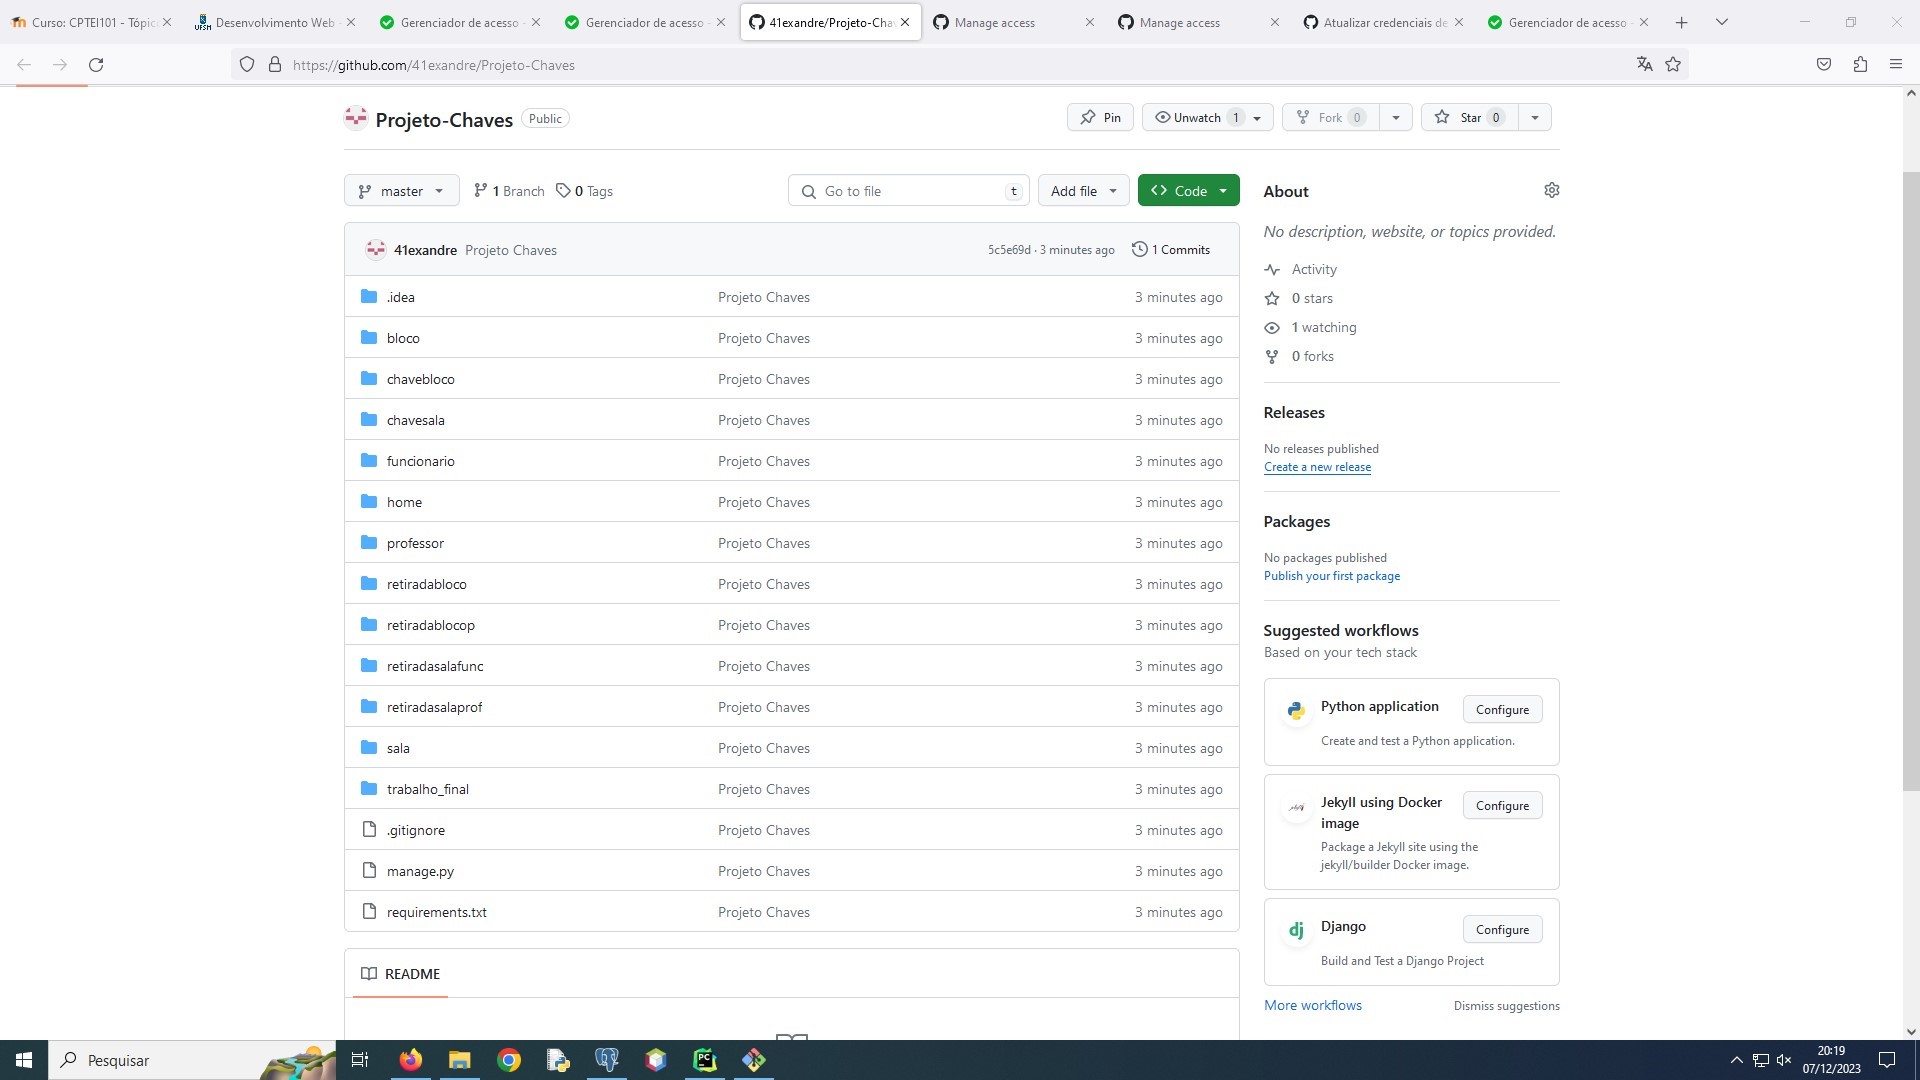 Curso: CPTEI101 - Tópico
Desenvolvimento Web -
Gerenciador de acesso -
Gerenciador de acesso -
41exandre/Projeto-Chav
Manage access
Manage access
Atualizar credenciais de
Gerenciador de acesso -
https://github.com/41exandre/Projeto-Chaves
Projeto-Chaves
Public
Pin
Unwatch 1
Fork 0
Star 0
master
1 Branch
0 Tags
Go to file
t
Add file
<> Code
41exandre Projeto Chaves
5c5e69d · 3 minutes ago
1 Commits
.idea Projeto Chaves 3 minutes ago
bloco Projeto Chaves 3 minutes ago
chavebloco Projeto Chaves 3 minutes ago
chavesala Projeto Chaves 3 minutes ago
funcionario Projeto Chaves 3 minutes ago
home Projeto Chaves 3 minutes ago
professor Projeto Chaves 3 minutes ago
retiradabloco Projeto Chaves 3 minutes ago
retiradablocop Projeto Chaves 3 minutes ago
retiradasalafunc Projeto Chaves 3 minutes ago
retiradasalaprof Projeto Chaves 3 minutes ago
sala Projeto Chaves 3 minutes ago
trabalho_final Projeto Chaves 3 minutes ago
.gitignore Projeto Chaves 3 minutes ago
manage.py Projeto Chaves 3 minutes ago
requirements.txt Projeto Chaves 3 minutes ago
README
About
No description, website, or topics provided.
Activity
0 stars
1 watching
0 forks
Releases
No releases published
Create a new release
Packages
No packages published
Publish your first package
Suggested workflows
Based on your tech stack
Python application
Configure
Create and test a Python application.
Jekyll using Docker
image
Configure
Package a Jekyll site using the
jekyll/builder Docker image.
dj
Django
Configure
Build and Test a Django Project
More workflows
Dismiss suggestions
Pesquisar
PC
20:19
07/12/2023